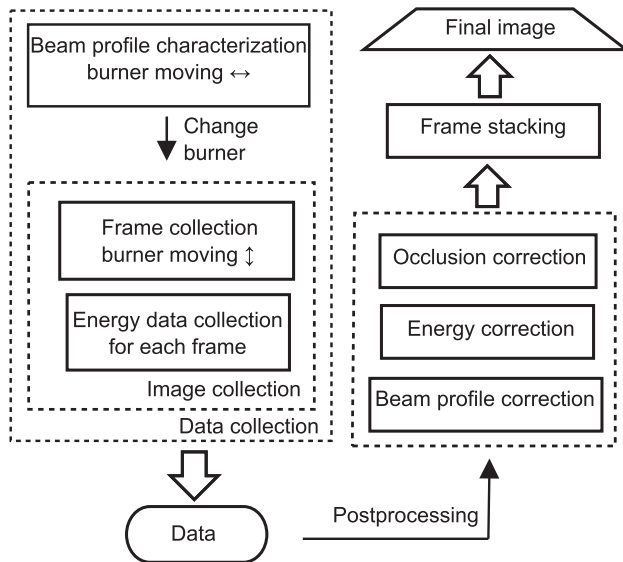 Beam profile characterization
burner moving ↔
Change
burner
Frame collection
burner moving ↕
Energy data collection
for each frame
Image collection
Data collection
Data
Postprocessing
Final image
Frame stacking
Occlusion correction
Energy correction
Beam profile correction